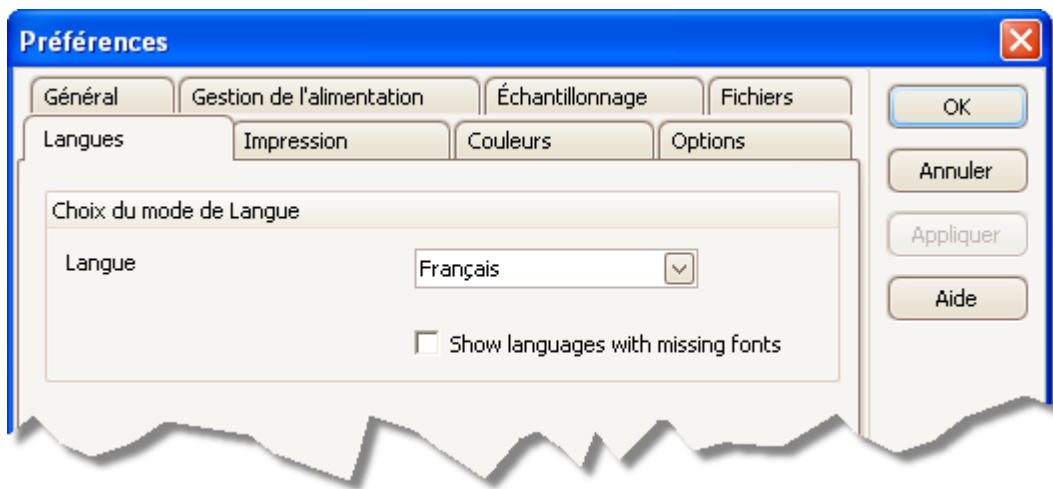 Préférences
Général Gestion de l'alimentation Échantillonnage Fichiers
OK
Langues Impression Couleurs Options
Annuler
Choix du mode de Langue
Appliquer
Langue Français
Aide
Show languages with missing fonts